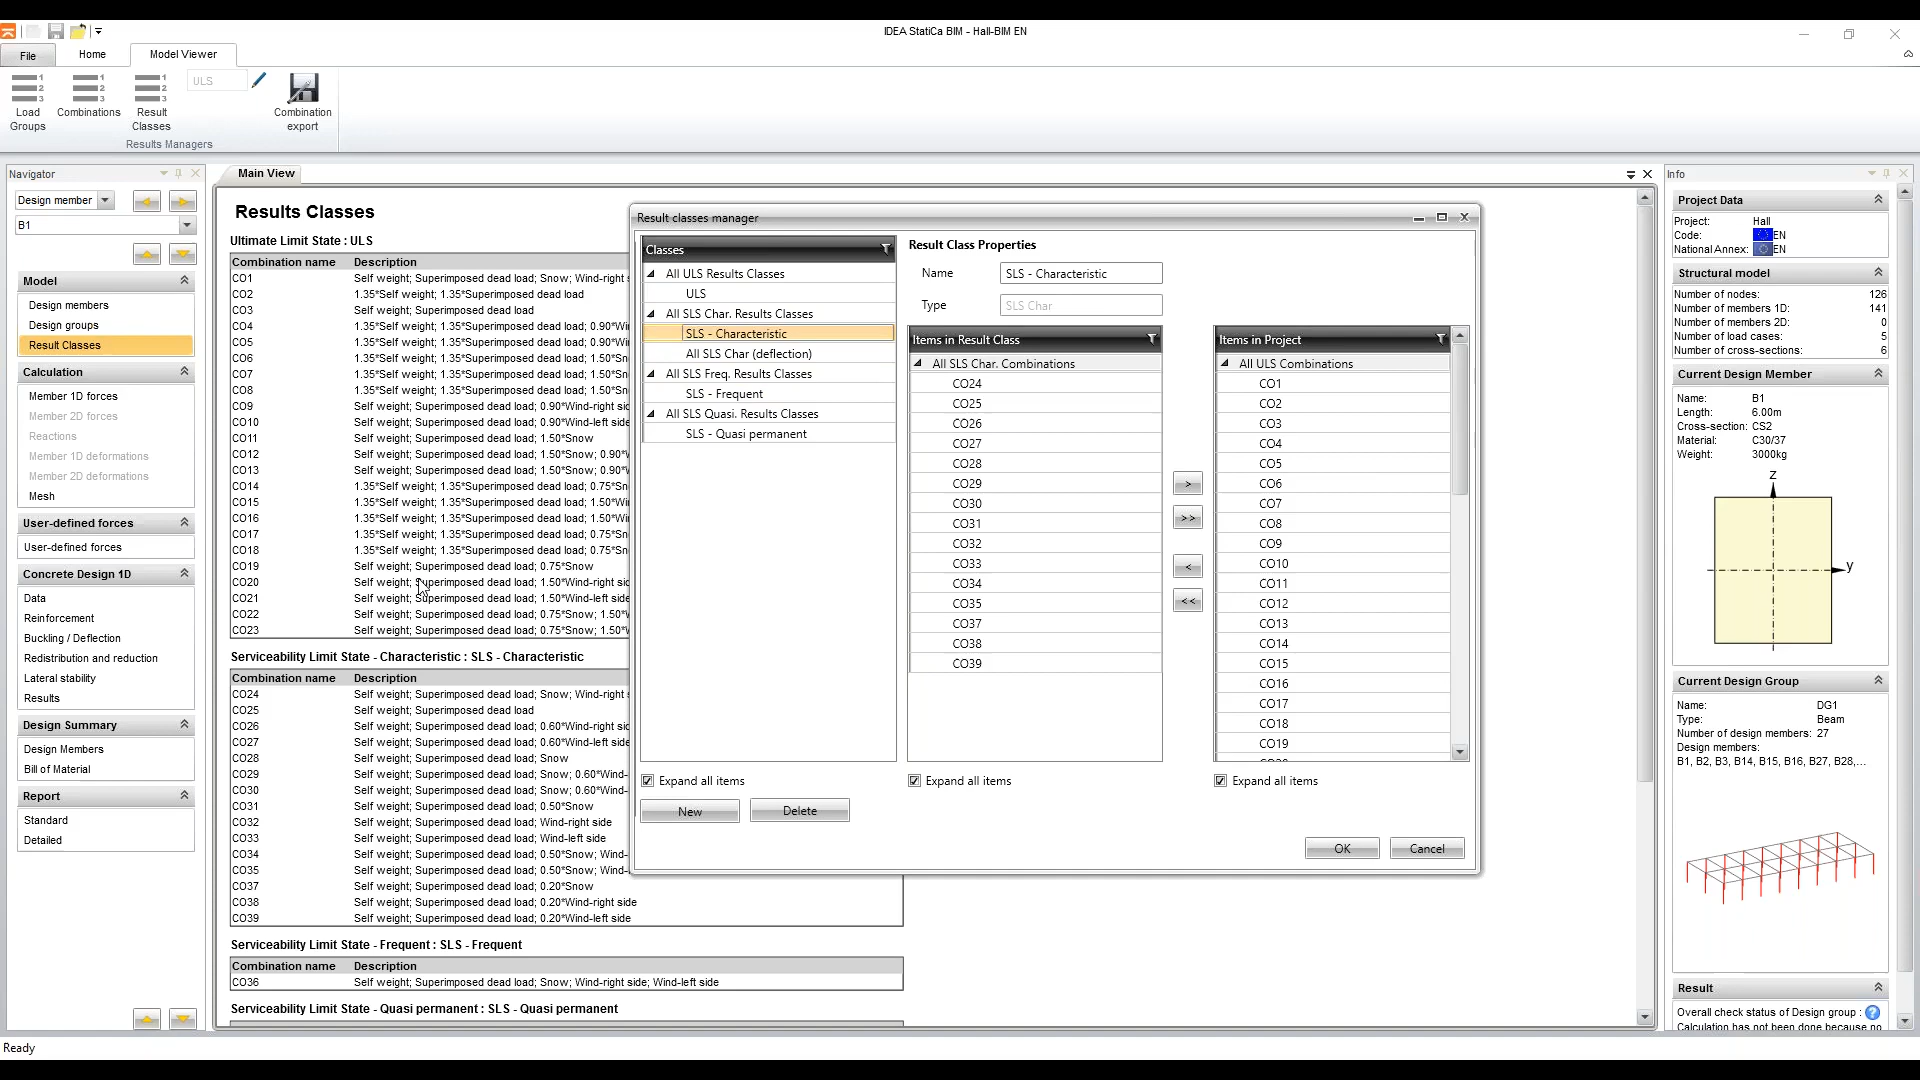 IDEA StatiCa BIM - Hall-BIM EN
File
Home
Model Viewer
ULS
Load Groups
Combinations
Result Classes
Combination export
Results Managers
Navigator
Design member
B1
Model
Design members
Design groups
Result Classes
Calculation
Member 1D forces
Member 2D forces
Reactions
Member 1D deformations
Member 2D deformations
Mesh
User-defined forces
User-defined forces
Concrete Design 1D
Data
Reinforcement
Buckling / Deflection
Redistribution and reduction
Lateral stability
Results
Design Summary
Design Members
Bill of Material
Report
Standard
Detailed
Main View
Results Classes
Ultimate Limit State : ULS
Combination name Description
CO1 Self weight; Superimposed dead load; Snow; Wind-right s
CO2 1.35*Self weight; 1.35*Superimposed dead load
CO3 Self weight; Superimposed dead load
CO4 1.35*Self weight; 1.35*Superimposed dead load; 0.90*Wi
CO5 1.35*Self weight; 1.35*Superimposed dead load; 0.90*Wi
CO6 1.35*Self weight; 1.35*Superimposed dead load; 1.50*Sn
CO7 1.35*Self weight; 1.35*Superimposed dead load; 1.50*Sn
CO8 1.35*Self weight; 1.35*Superimposed dead load; 1.50*Sn
CO9 Self weight; Superimposed dead load; 0.90*Wind-right sid
CO10 Self weight; Superimposed dead load; 0.90*Wind-left side
CO11 Self weight; Superimposed dead load; 1.50*Snow
CO12 Self weight; Superimposed dead load; 1.50*Snow; 0.90*W
CO13 Self weight; Superimposed dead load; 1.50*Snow; 0.90*W
CO14 1.35*Self weight; 1.35*Superimposed dead load; 0.75*Sn
CO15 1.35*Self weight; 1.35*Superimposed dead load; 1.50*Wi
CO16 1.35*Self weight; 1.35*Superimposed dead load; 1.50*Wi
CO17 1.35*Self weight; 1.35*Superimposed dead load; 0.75*Sn
CO18 1.35*Self weight; 1.35*Superimposed dead load; 0.75*Sn
CO19 Self weight; Superimposed dead load; 0.75*Snow
CO20 Self weight; Superimposed dead load; 1.50*Wind-right sid
CO21 Self weight; Superimposed dead load; 1.50*Wind-left side
CO22 Self weight; Superimposed dead load; 0.75*Snow; 1.50*W
CO23 Self weight; Superimposed dead load; 0.75*Snow; 1.50*W
Serviceability Limit State - Characteristic : SLS - Characteristic
Combination name Description
CO24 Self weight; Superimposed dead load; Snow; Wind-right s
CO25 Self weight; Superimposed dead load
CO26 Self weight; Superimposed dead load; 0.60*Wind-right sid
CO27 Self weight; Superimposed dead load; 0.60*Wind-left side
CO28 Self weight; Superimposed dead load; Snow
CO29 Self weight; Superimposed dead load; Snow; 0.60*Wind-
CO30 Self weight; Superimposed dead load; Snow; 0.60*Wind-
CO31 Self weight; Superimposed dead load; 0.50*Snow
CO32 Self weight; Superimposed dead load; Wind-right side
CO33 Self weight; Superimposed dead load; Wind-left side
CO34 Self weight; Superimposed dead load; 0.50*Snow; Wind-
CO35 Self weight; Superimposed dead load; 0.50*Snow; Wind-
CO37 Self weight; Superimposed dead load; 0.20*Snow
CO38 Self weight; Superimposed dead load; 0.20*Wind-right side
CO39 Self weight; Superimposed dead load; 0.20*Wind-left side
Serviceability Limit State - Frequent : SLS - Frequent
Combination name Description
CO36 Self weight; Superimposed dead load; Snow; Wind-right side; Wind-left side
Serviceability Limit State - Quasi permanent : SLS - Quasi permanent
Result classes manager
Classes
All ULS Results Classes
ULS
All SLS Char. Results Classes
SLS - Characteristic
All SLS Char (deflection)
All SLS Freq. Results Classes
SLS - Frequent
All SLS Quasi. Results Classes
SLS - Quasi permanent
Expand all items
New
Delete
Result Class Properties
Name SLS - Characteristic
Type SLS Char
Items in Result Class
All SLS Char. Combinations
CO24
CO25
CO26
CO27
CO28
CO29
CO30
CO31
CO32
CO33
CO34
CO35
CO37
CO38
CO39
Expand all items
>
>>
<
<<
Items in Project
All ULS Combinations
CO1
CO2
CO3
CO4
CO5
CO6
CO7
CO8
CO9
CO10
CO11
CO12
CO13
CO14
CO15
CO16
CO17
CO18
CO19
Expand all items
OK
Cancel
Info
Project Data
Project: Hall
Code: EN
National Annex: EN
Structural model
Number of nodes: 126
Number of members 1D: 141
Number of members 2D: 0
Number of load cases: 5
Number of cross-sections: 6
Current Design Member
Name: B1
Length: 6.00m
Cross-section: CS2
Material: C30/37
Weight: 3000kg
z
y
Current Design Group
Name: DG1
Type: Beam
Number of design members: 27
Design members:
B1, B2, B3, B14, B15, B16, B27, B28,...
Result
Overall check status of Design group : ?
Calculation has not been done because no
Ready